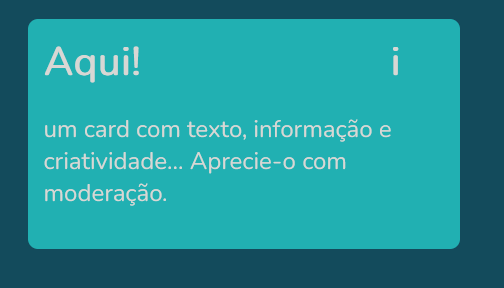 Aqui! i
um card com texto, informação e
criatividade... Aprecie-o com
moderação.